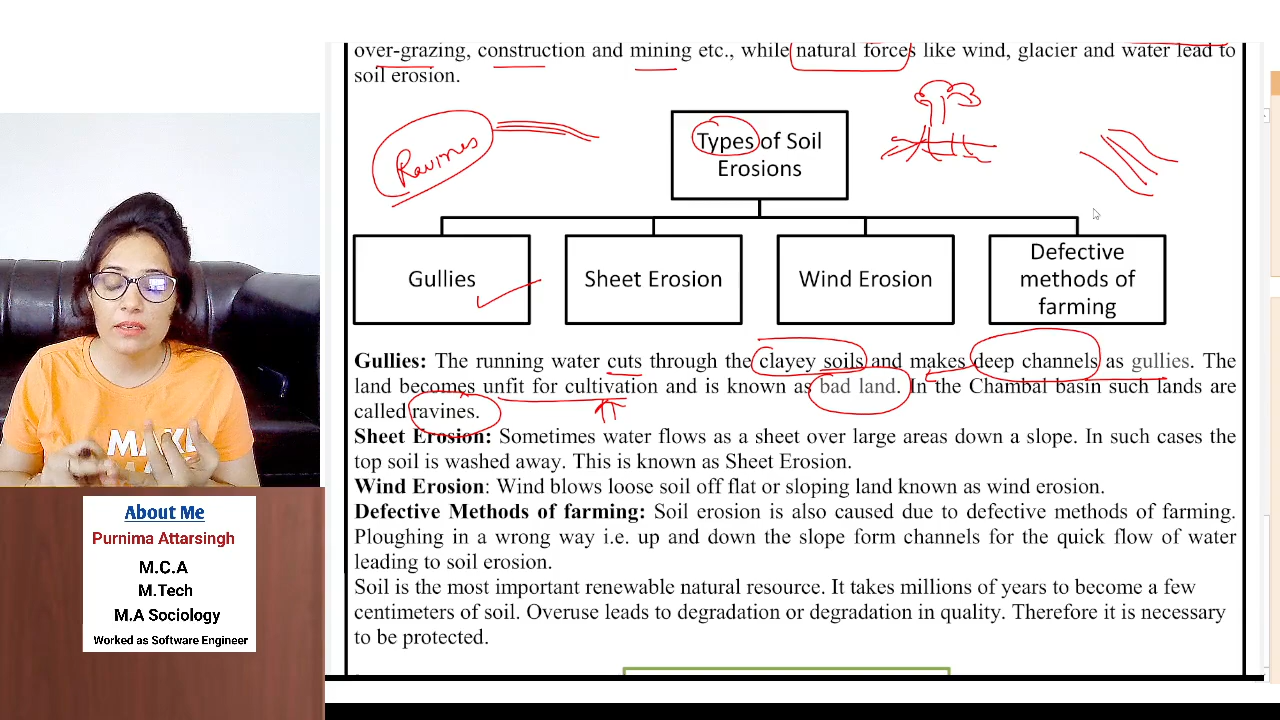 over-grazing, construction and mining etc., while natural forces like wind, glacier and water lead to
soil erosion.
Ravines
Types of Soil
Erosions
Gullies
Sheet Erosion
Wind Erosion
Defective
methods of
farming
Gullies: The running water cuts through the clayey soils and makes deep channels as gullies. The
land becomes unfit for cultivation and is known as bad land. In the Chambal basin such lands are
called ravines.
Sheet Erosion: Sometimes water flows as a sheet over large areas down a slope. In such cases the
top soil is washed away. This is known as Sheet Erosion.
Wind Erosion: Wind blows loose soil off flat or sloping land known as wind erosion.
Defective Methods of farming: Soil erosion is also caused due to defective methods of farming.
Ploughing in a wrong way i.e. up and down the slope form channels for the quick flow of water
leading to soil erosion.
Soil is the most important renewable natural resource. It takes millions of years to become a few
centimeters of soil. Overuse leads to degradation or degradation in quality. Therefore it is necessary
to be protected.
About Me
Purnima Attarsingh
M.C.A
M.Tech
M.A Sociology
Worked as Software Engineer